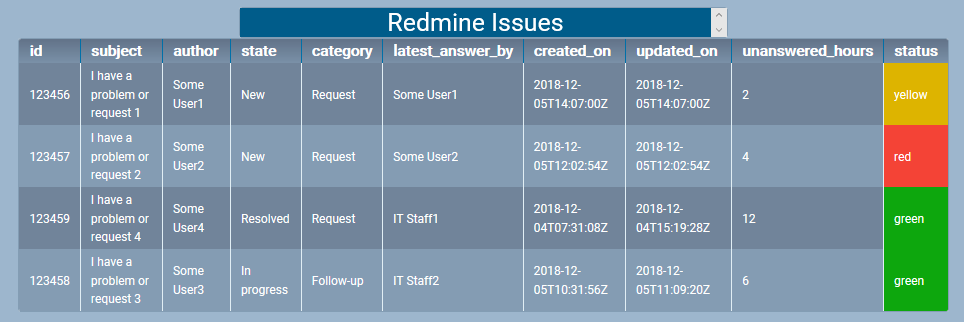 Redmine Issues
id subject author state category latest_answer_by created_on updated_on unanswered_hours status
123456 I have a problem or request 1 Some User1 New Request Some User1 2018-12-05T14:07:00Z 2018-12-05T14:07:00Z 2 yellow
123457 I have a problem or request 2 Some User2 New Request Some User2 2018-12-05T12:02:54Z 2018-12-05T12:02:54Z 4 red
123459 I have a problem or request 4 Some User4 Resolved Request IT Staff1 2018-12-04T07:31:08Z 2018-12-04T15:19:28Z 12 green
123458 I have a problem or request 3 Some User3 In progress Follow-up IT Staff2 2018-12-05T10:31:56Z 2018-12-05T11:09:20Z 6 green